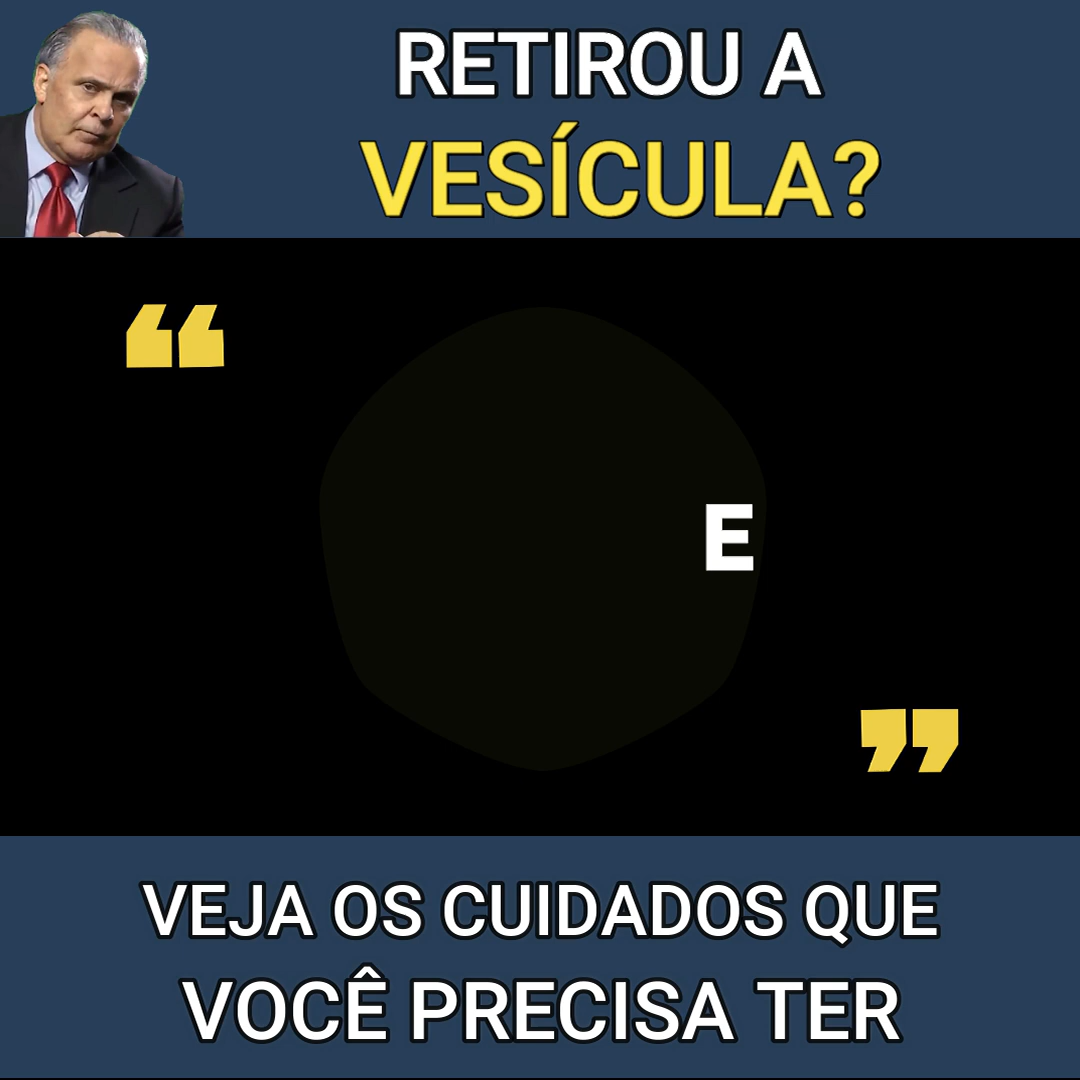 RETIROU A
VESÍCULA?
“
E
”
VEJA OS CUIDADOS QUE
VOCÊ PRECISA TER